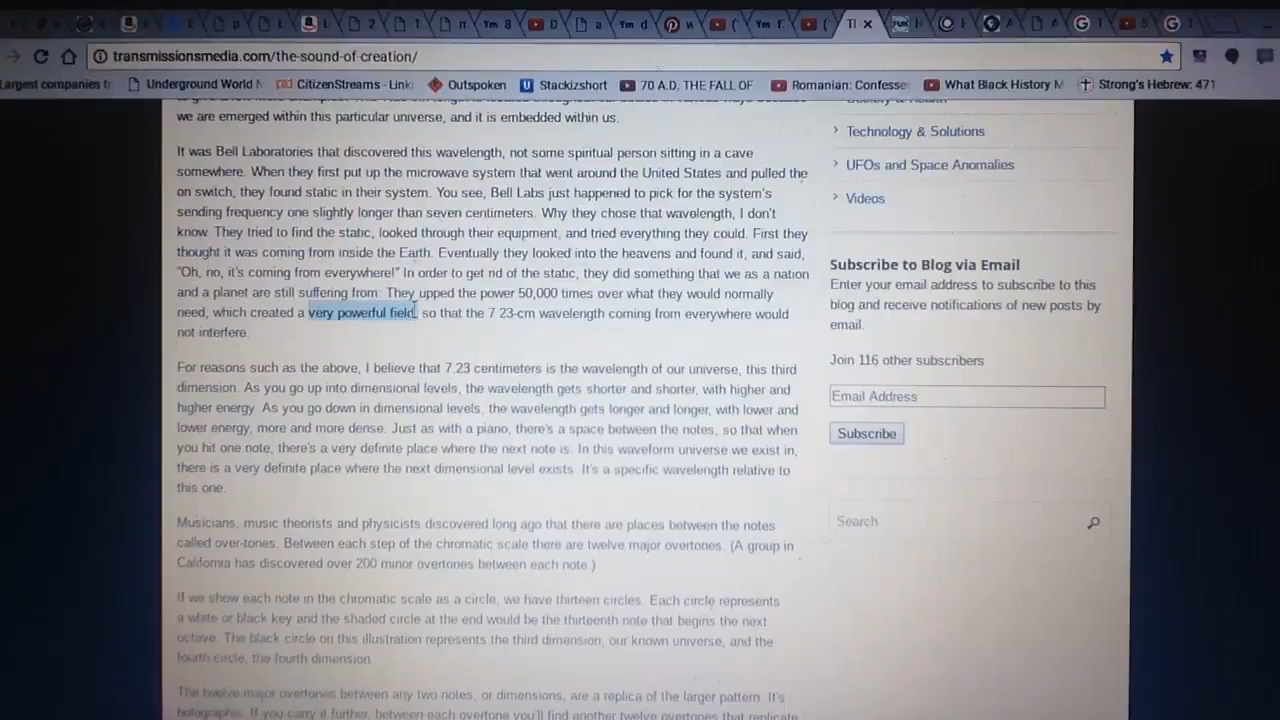 transmissionsmedia.com/the-sound-of-creation/
Largest companies fr
Underground World N
CitizenStreams - Link
Outspoken
Stackizshort
70 A.D. THE FALL OF
Romanian: Confesse
What Black History M
Strong's Hebrew: 471
we are emerged within this particular universe, and it is embedded within us.
It was Bell Laboratories that discovered this wavelength, not some spiritual person sitting in a cave
somewhere. When they first put up the microwave system that went around the United States and pulled the
on switch, they found static in their system. You see, Bell Labs just happened to pick for the system's
sending frequency one slightly longer than seven centimeters. Why they chose that wavelength, I don't
know. They tried to find the static, looked through their equipment, and tried everything they could. First they
thought it was coming from inside the Earth. Eventually they looked into the heavens and found it, and said,
"Oh, no, it's coming from everywhere!" In order to get rid of the static, they did something that we as a nation
and a planet are still suffering from: They upped the power 50,000 times over what they would normally
need, which created a very powerful field, so that the 7.23-cm wavelength coming from everywhere would
not interfere.
For reasons such as the above, I believe that 7.23 centimeters is the wavelength of our universe, this third
dimension. As you go up into dimensional levels, the wavelength gets shorter and shorter, with higher and
higher energy. As you go down in dimensional levels, the wavelength gets longer and longer, with lower and
lower energy, more and more dense. Just as with a piano, there's a space between the notes, so that when
you hit one note, there's a very definite place where the next note is. In this waveform universe we exist in,
there is a very definite place where the next dimensional level exists. It's a specific wavelength relative to
this one.
Musicians, music theorists and physicists discovered long ago that there are places between the notes
called over-tones. Between each step of the chromatic scale there are twelve major overtones. (A group in
California has discovered over 200 minor overtones between each note.)
If we show each note in the chromatic scale as a circle, we have thirteen circles. Each circle represents
a white or black key and the shaded circle at the end would be the thirteenth note that begins the next
octave. The black circle on this illustration represents the third dimension, our known universe, and the
fourth circle, the fourth dimension.
The twelve major overtones between any two notes, or dimensions, are a replica of the larger pattern. It's
holographic. If you carry it further, between each overtone you'll find another twelve overtones that replicate
Technology & Solutions
UFOs and Space Anomalies
Videos
Subscribe to Blog via Email
Enter your email address to subscribe to this
blog and receive notifications of new posts by
email.
Join 116 other subscribers
Email Address
Subscribe
Search